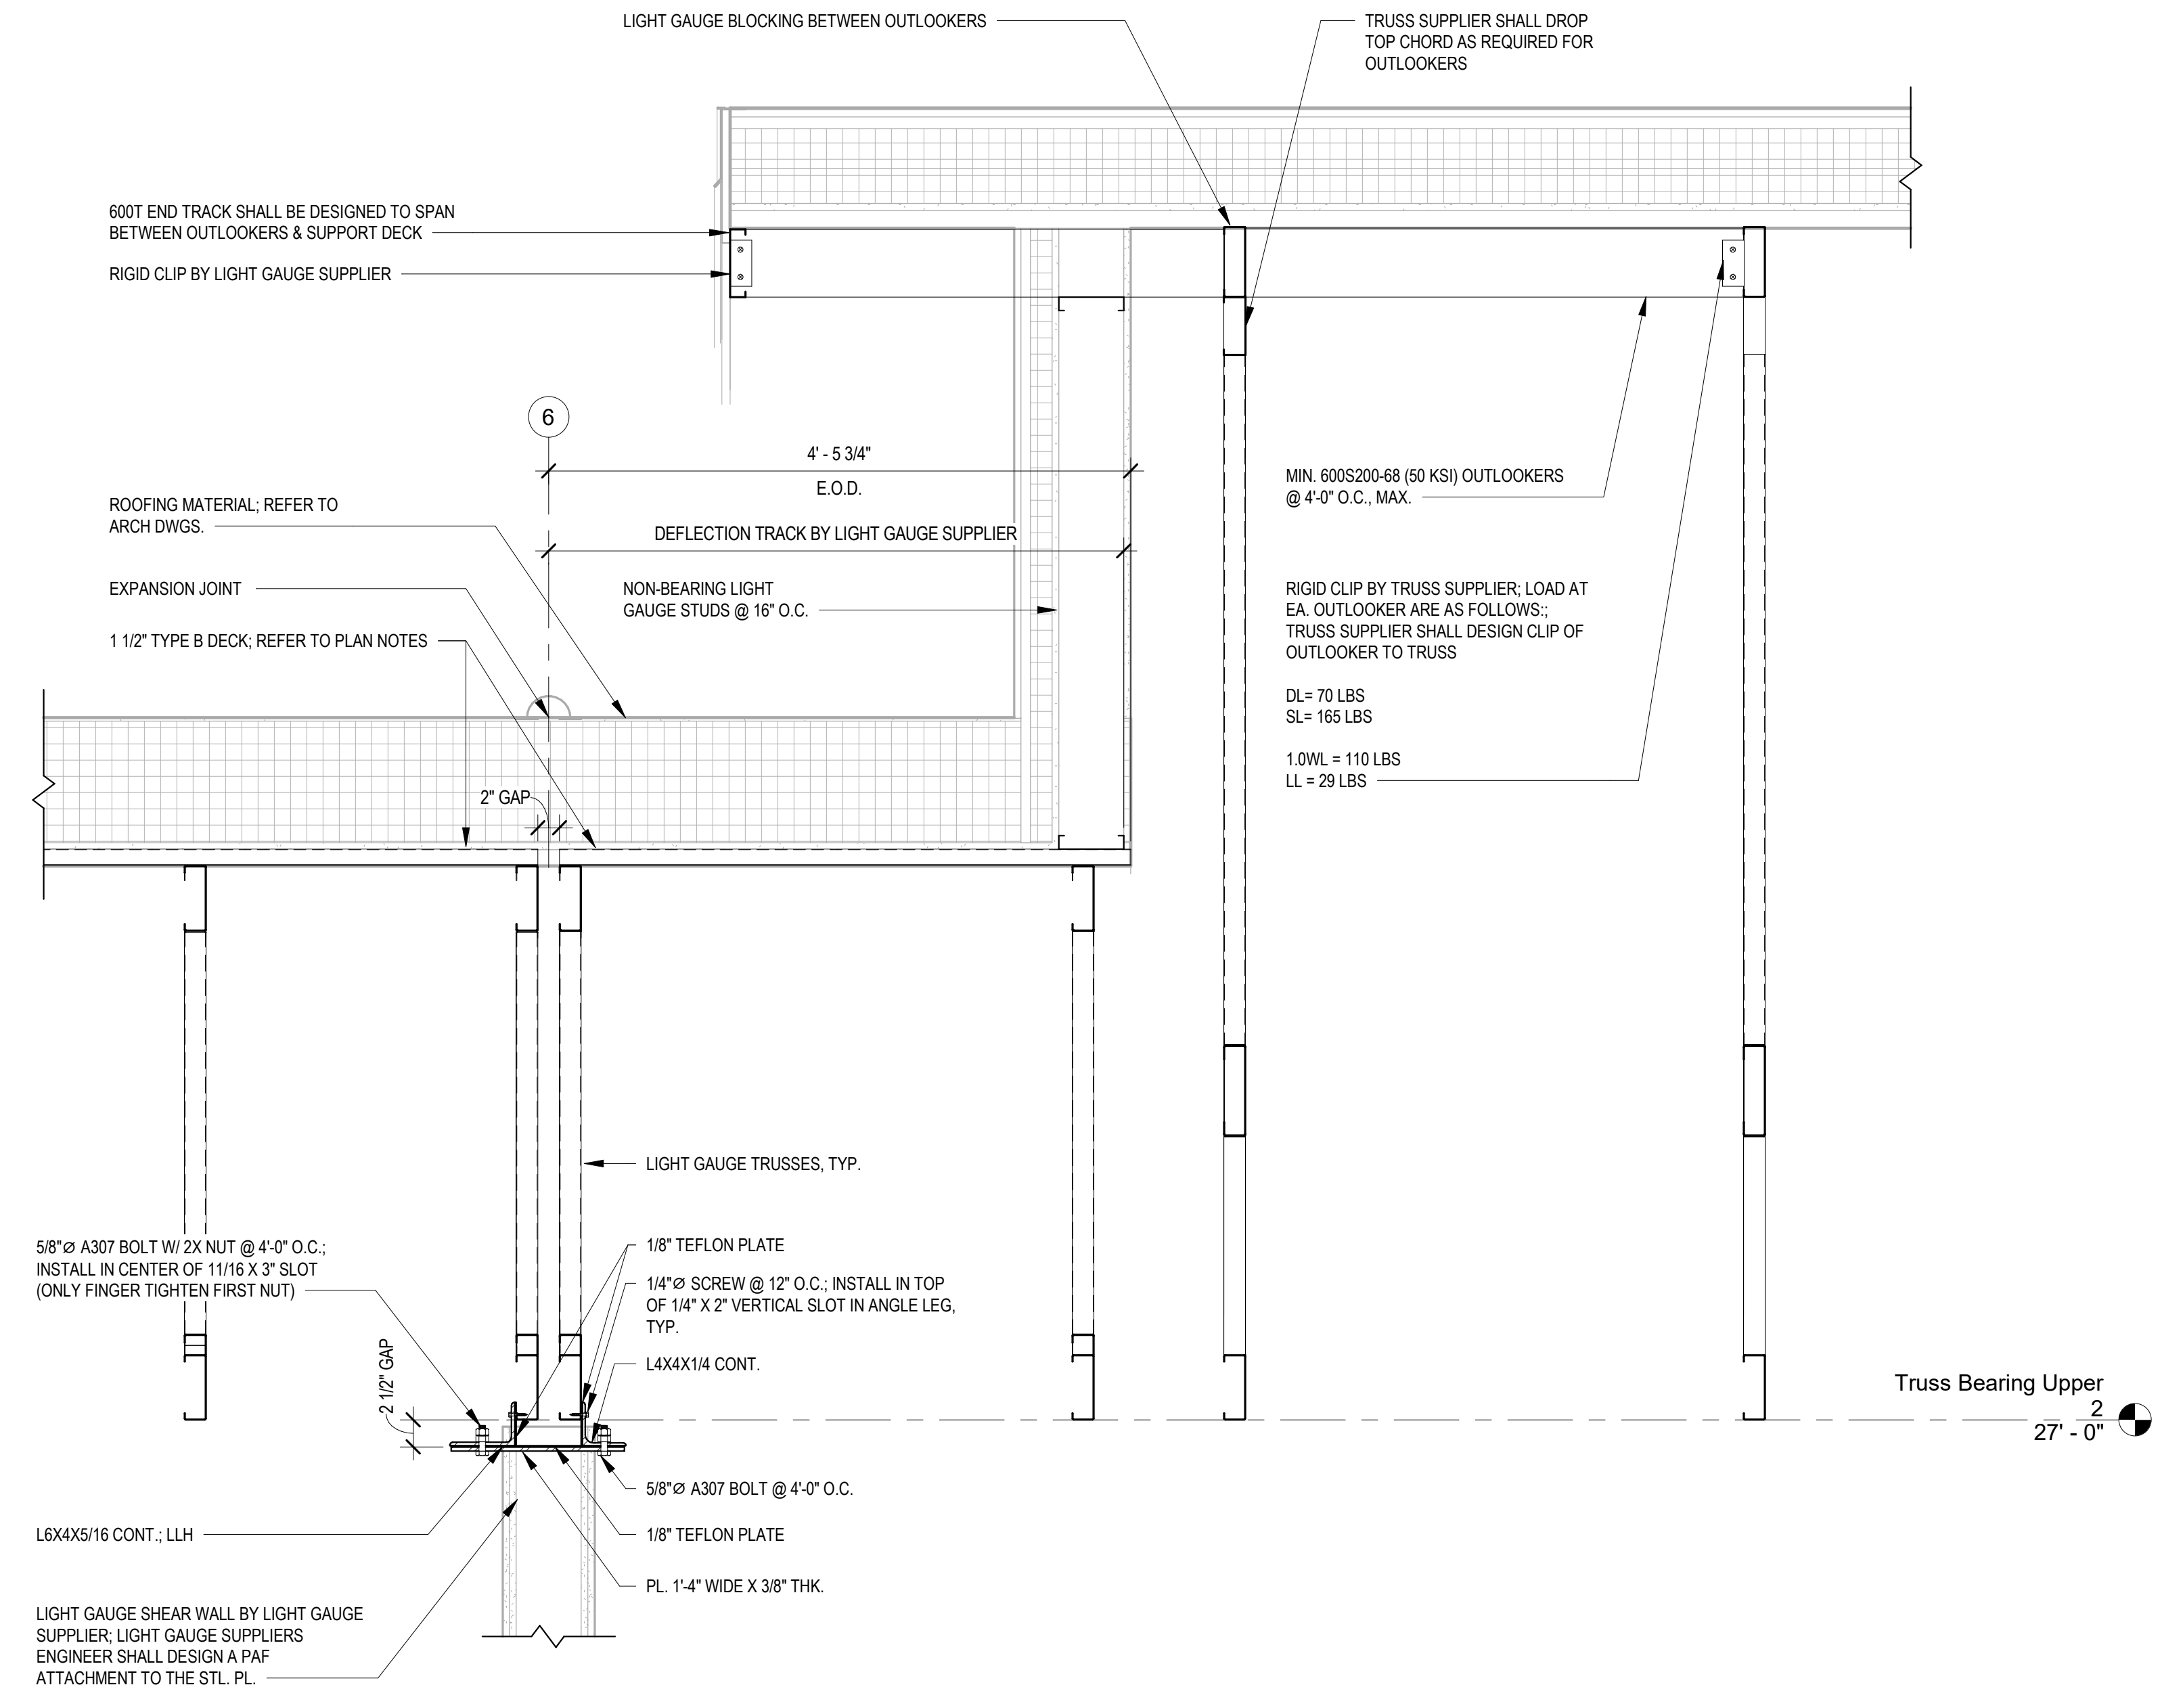 LIGHT GAUGE BLOCKING BETWEEN OUTLOOKERS
TRUSS SUPPLIER SHALL DROP
TOP CHORD AS REQUIRED FOR
OUTLOOKERS
600T END TRACK SHALL BE DESIGNED TO SPAN
BETWEEN OUTLOOKERS & SUPPORT DECK
RIGID CLIP BY LIGHT GAUGE SUPPLIER
6
4' - 5 3/4"
E.O.D.
DEFLECTION TRACK BY LIGHT GAUGE SUPPLIER
MIN. 600S200-68 (50 KSI) OUTLOOKERS
@ 4'-0" O.C., MAX.
ROOFING MATERIAL; REFER TO
ARCH DWGS.
EXPANSION JOINT
NON-BEARING LIGHT
GAUGE STUDS @ 16" O.C.
1 1/2" TYPE B DECK; REFER TO PLAN NOTES
RIGID CLIP BY TRUSS SUPPLIER; LOAD AT
EA. OUTLOOKER ARE AS FOLLOWS:;
TRUSS SUPPLIER SHALL DESIGN CLIP OF
OUTLOOKER TO TRUSS
DL= 70 LBS
SL= 165 LBS
1.0WL = 110 LBS
LL = 29 LBS
2" GAP
LIGHT GAUGE TRUSSES, TYP.
5/8"Ø A307 BOLT W/ 2X NUT @ 4'-0" O.C.;
INSTALL IN CENTER OF 11/16 X 3" SLOT
(ONLY FINGER TIGHTEN FIRST NUT)
1/8" TEFLON PLATE
1/4"Ø SCREW @ 12" O.C.; INSTALL IN TOP
OF 1/4" X 2" VERTICAL SLOT IN ANGLE LEG,
TYP.
L4X4X1/4 CONT.
2 1/2" GAP
Truss Bearing Upper
2
27' - 0"
5/8"Ø A307 BOLT @ 4'-0" O.C.
L6X4X5/16 CONT.; LLH
1/8" TEFLON PLATE
PL. 1'-4" WIDE X 3/8" THK.
LIGHT GAUGE SHEAR WALL BY LIGHT GAUGE
SUPPLIER; LIGHT GAUGE SUPPLIERS
ENGINEER SHALL DESIGN A PAF
ATTACHMENT TO THE STL. PL.